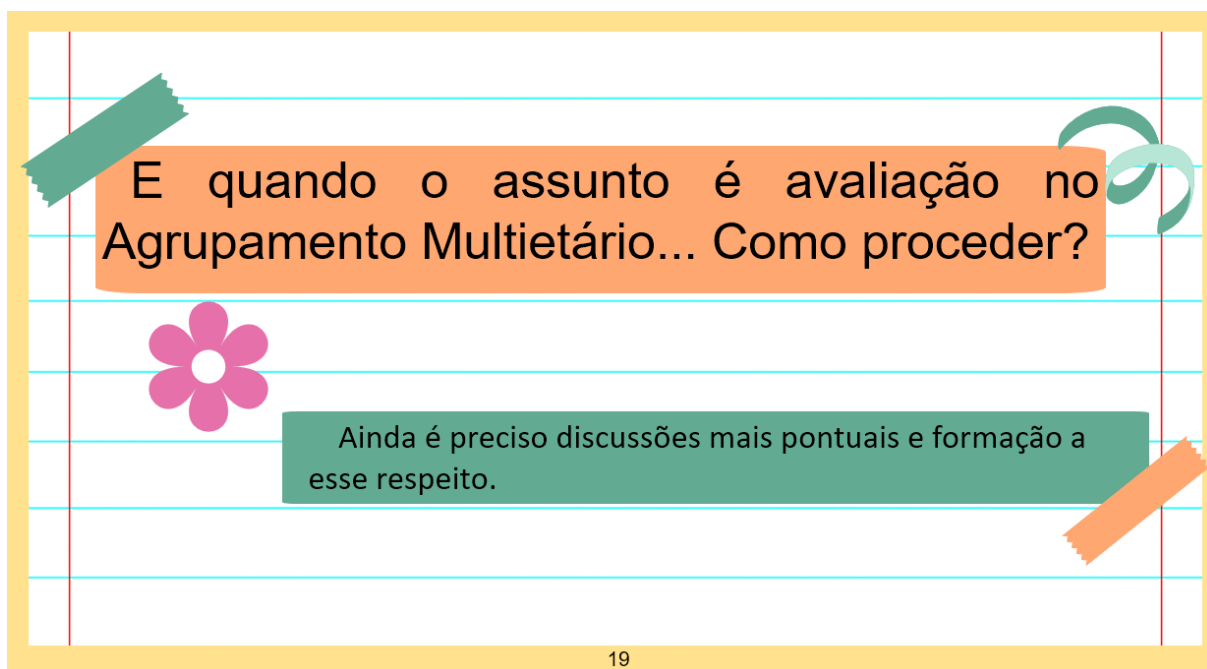 E quando o assunto é avaliação no
Agrupamento Multietário... Como proceder?
Ainda é preciso discussões mais pontuais e formação a
esse respeito.
19